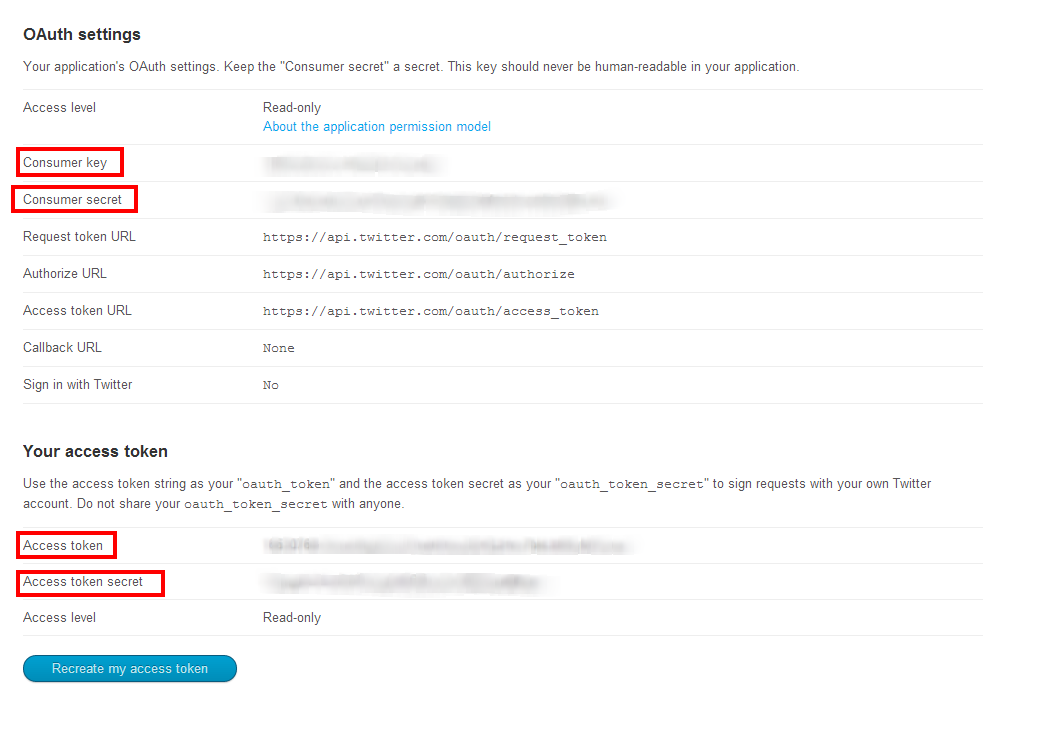 OAuth settings
Your application's OAuth settings. Keep the "Consumer secret" a secret. This key should never be human-readable in your application.
Access level Read-only
About the application permission model
Consumer key
Consumer secret
Request token URL https://api.twitter.com/oauth/request_token
Authorize URL https://api.twitter.com/oauth/authorize
Access token URL https://api.twitter.com/oauth/access_token
Callback URL None
Sign in with Twitter No
Your access token
Use the access token string as your "oauth_token" and the access token secret as your "oauth_token_secret" to sign requests with your own Twitter
account. Do not share your oauth_token_secret with anyone.
Access token
Access token secret
Access level Read-only
Recreate my access token